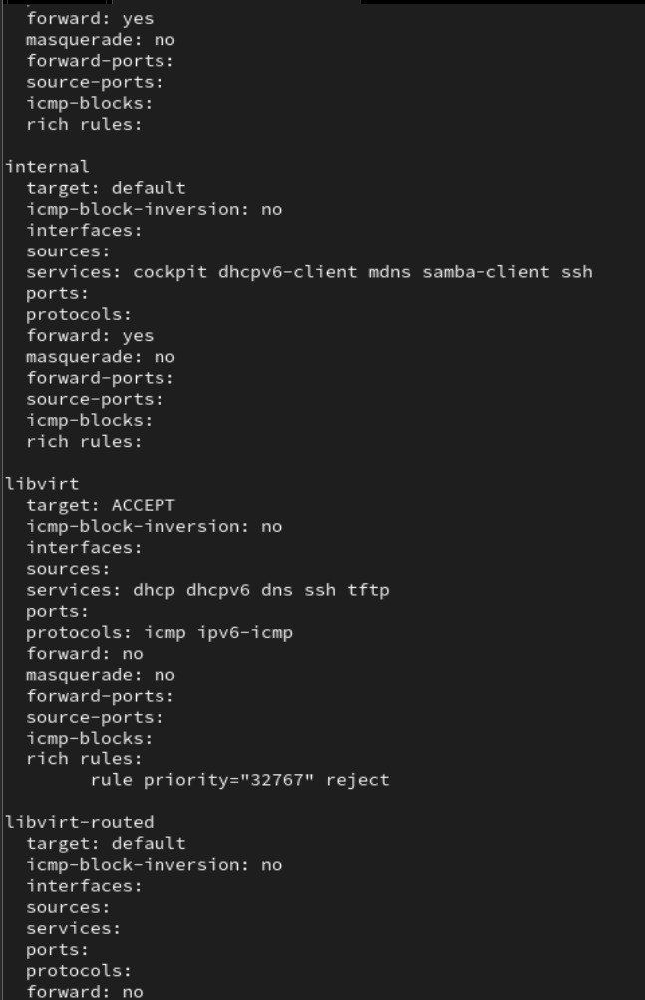 forward: yes
masquerade: no
forward-ports:
source-ports:
icmp-blocks:
rich rules:
internal
target: default
icmp-block-inversion: no
interfaces:
sources:
services: cockpit dhcpv6-client mdns samba-client ssh
ports:
protocols:
forward: yes
masquerade: no
forward-ports:
source-ports:
icmp-blocks:
rich rules:
libvirt
target: ACCEPT
icmp-block-inversion: no
interfaces:
sources:
services: dhcp dhcpv6 dns ssh tftp
ports:
protocols: icmp ipv6-icmp
forward: no
masquerade: no
forward-ports:
source-ports:
icmp-blocks:
rich rules:
rule priority="32767" reject
libvirt-routed
target: default
icmp-block-inversion: no
interfaces:
sources:
services:
ports:
protocols:
forward: no